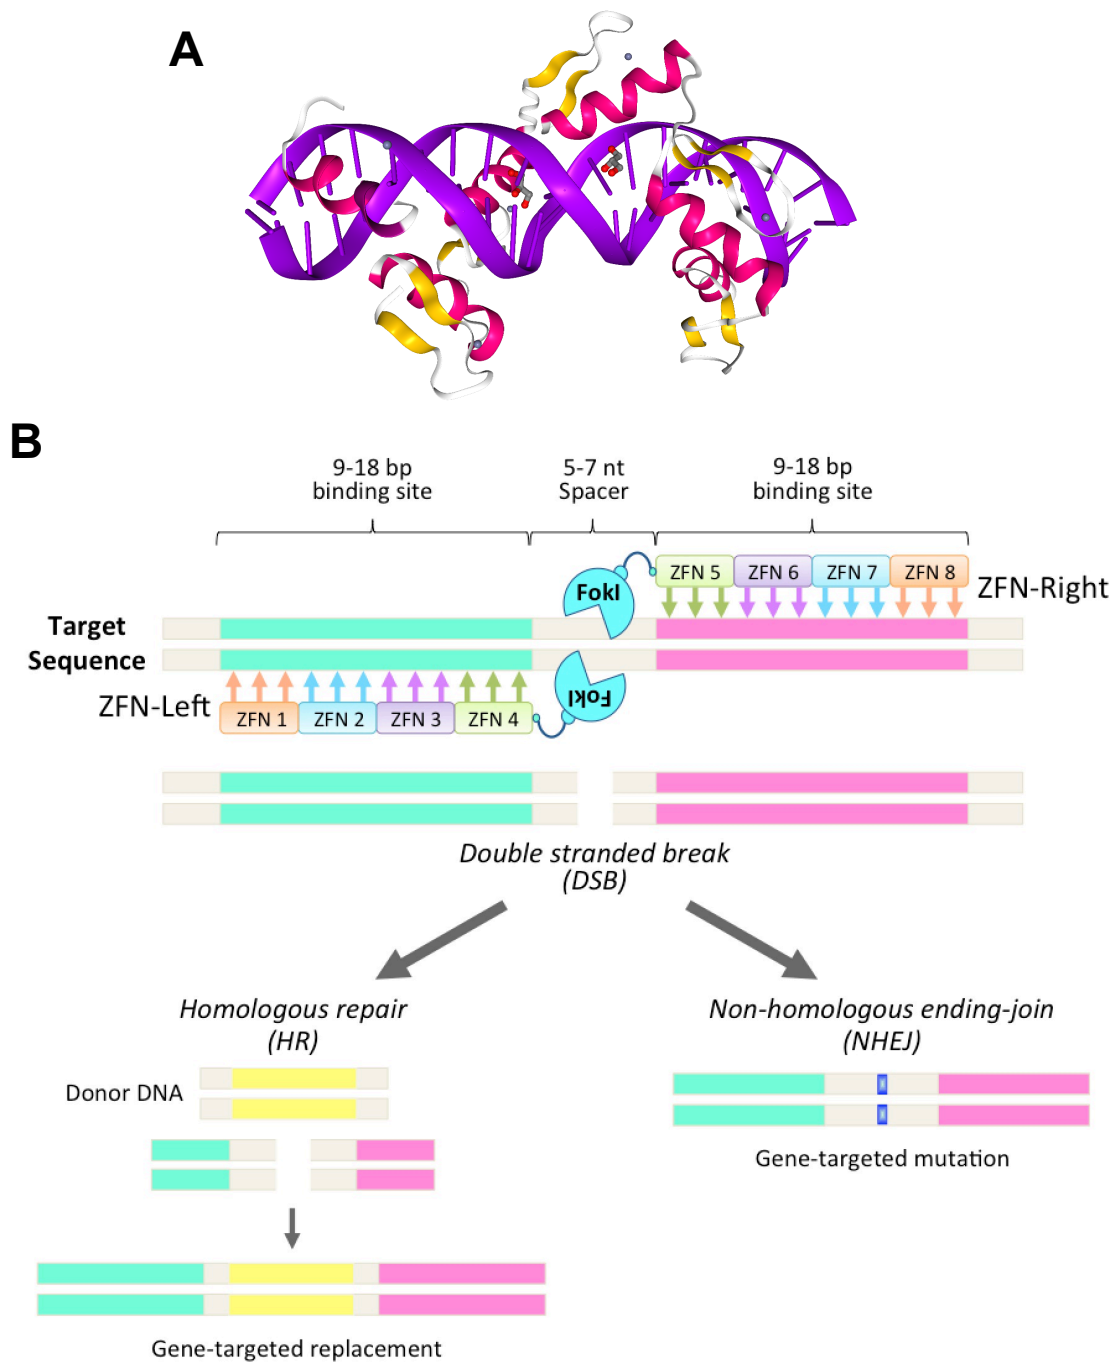 A
B
9-18 bp
binding site
5-7 nt
Spacer
9-18 bp
binding site
FokI
ZFN 5
ZFN 6
ZFN 7
ZFN 8
ZFN-Right
Target
Sequence
ZFN-Left
ZFN 1
ZFN 2
ZFN 3
ZFN 4
FokI
Double stranded break
(DSB)
Homologous repair
(HR)
Non-homologous ending-join
(NHEJ)
Donor DNA
Gene-targeted mutation
Gene-targeted replacement